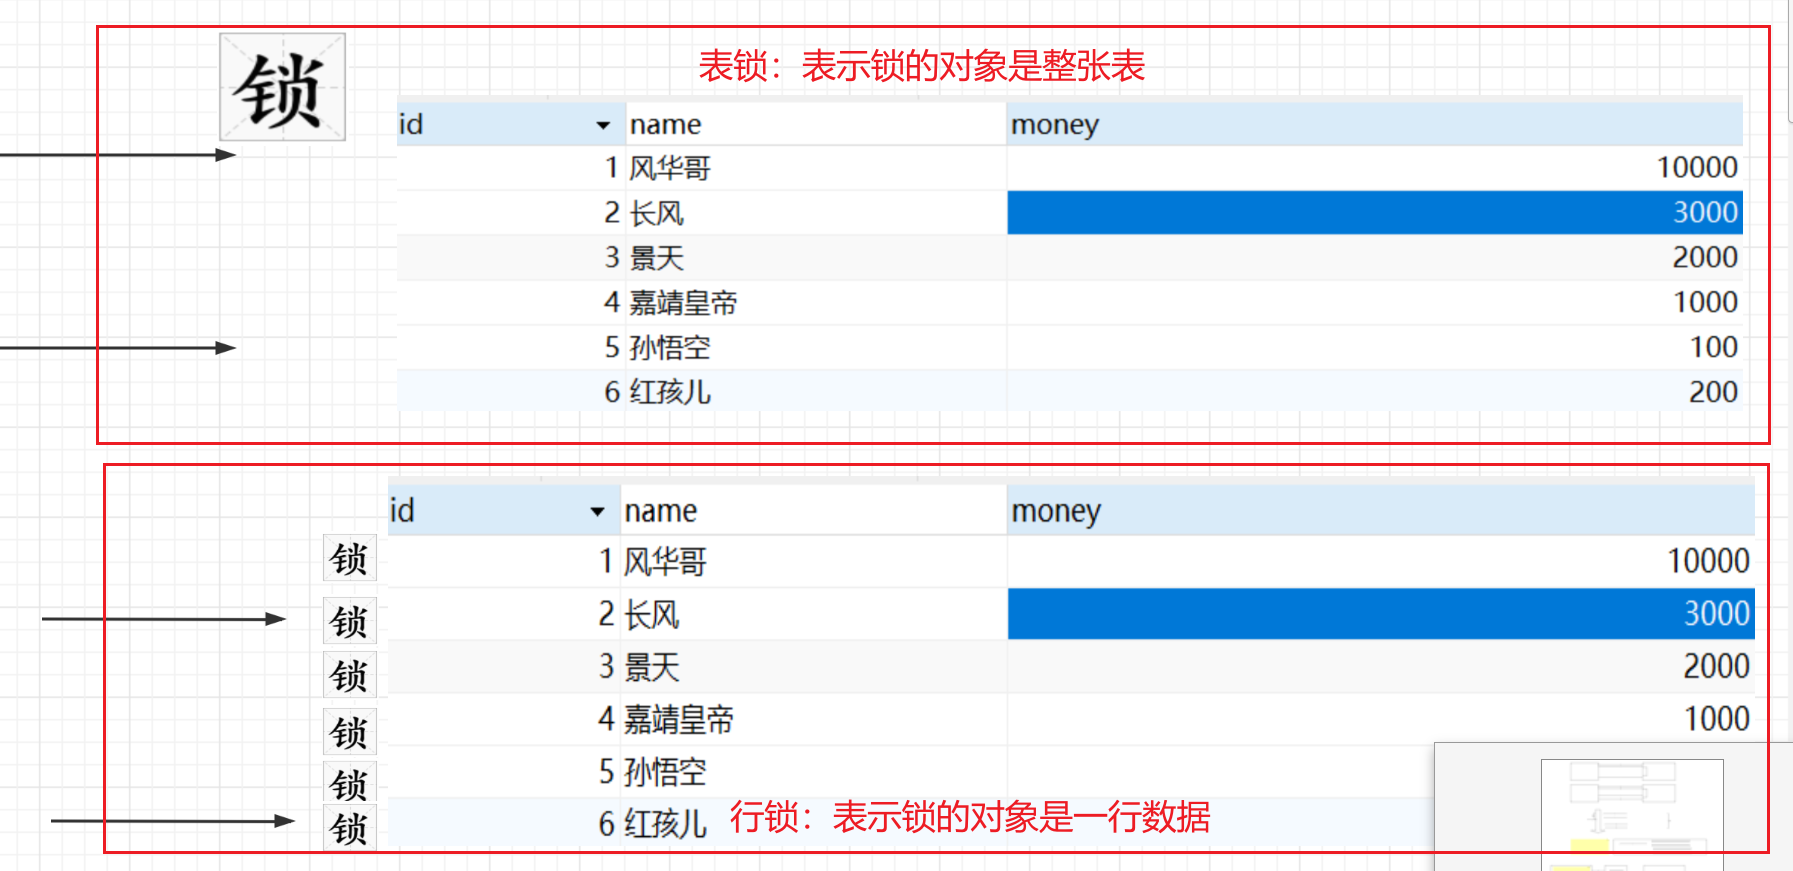 锁
表锁：表示锁的对象是整张表
id name money
1 风华哥 10000
2 长风 3000
3 景天 2000
4 嘉靖皇帝 1000
5 孙悟空 100
6 红孩儿 200
id name money
锁 1 风华哥 10000
锁 2 长风 3000
锁 3 景天 2000
锁 4 嘉靖皇帝 1000
锁 5 孙悟空
锁 6 红孩儿 行锁：表示锁的对象是一行数据